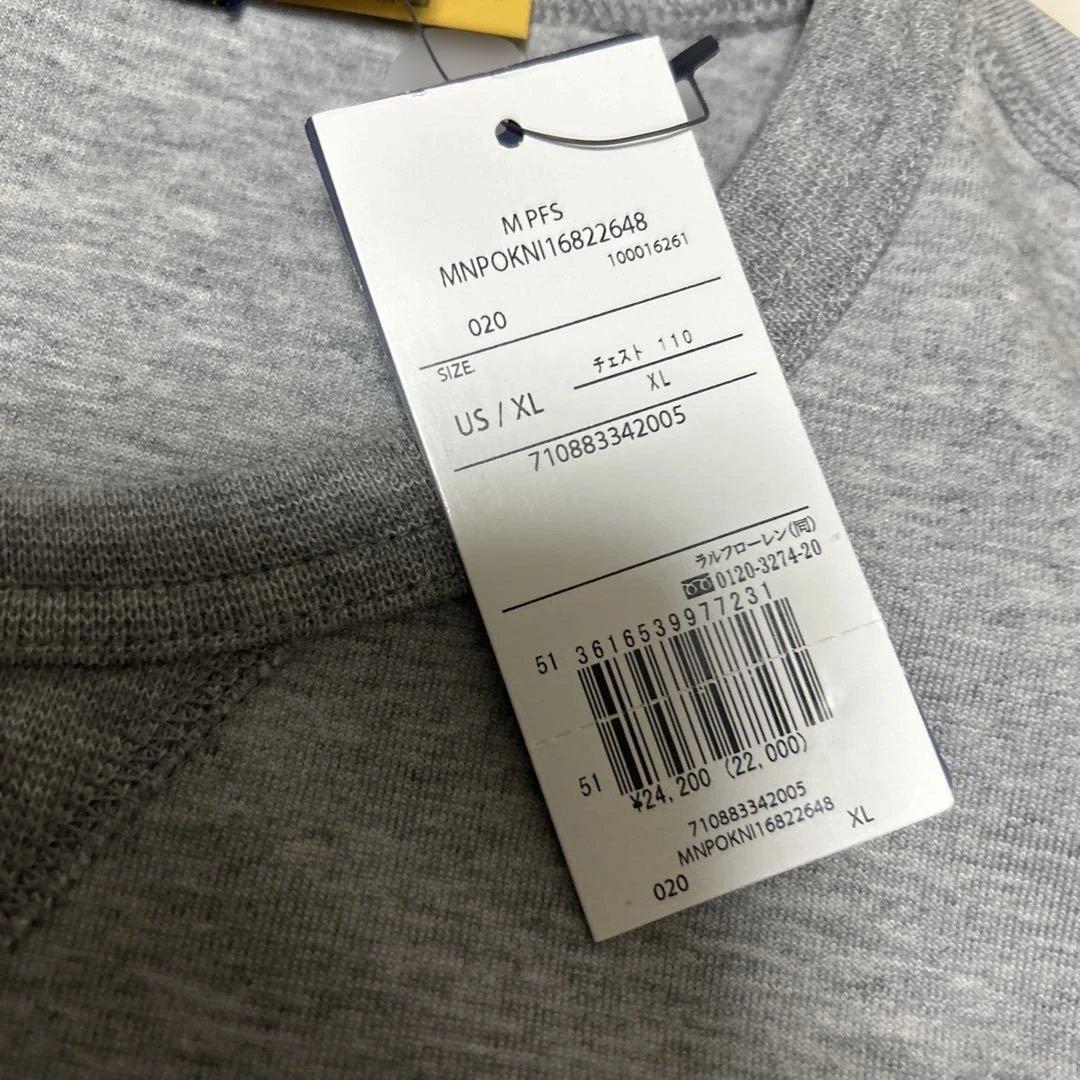 M PFS
MNPOKNI16822648
100016261
020
SIZE
チェスト 110
US / XL
XL
710883342005
ラルフローレン(同)
0120-3274-20
51 3616539977231
51 ¥24,200 (22,000)
710883342005
MNPOKNI16822648 XL
020